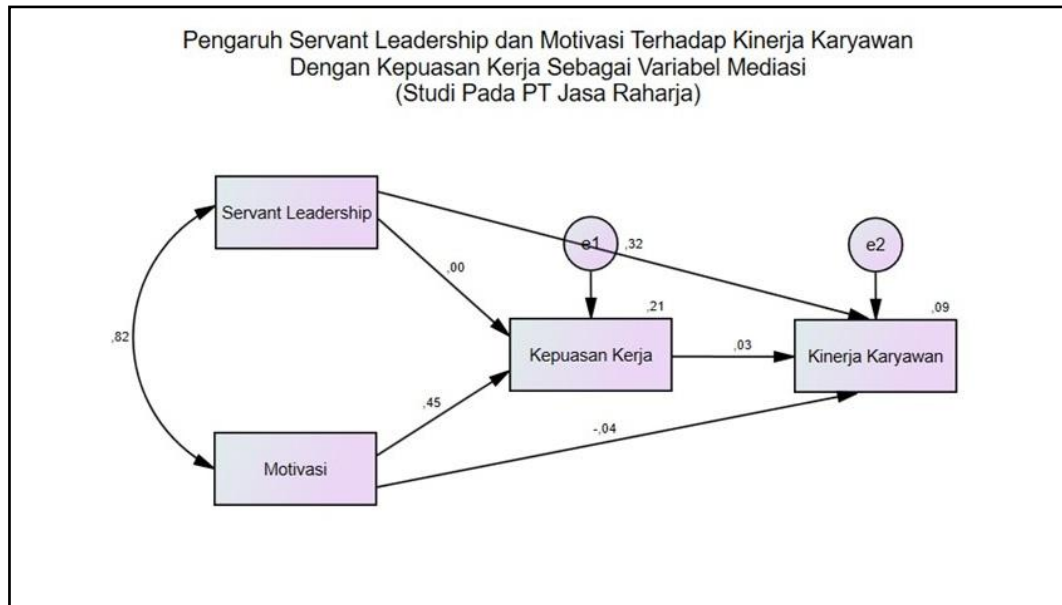 Pengaruh Servant Leadership dan Motivasi Terhadap Kinerja Karyawan
Dengan Kepuasan Kerja Sebagai Variabel Mediasi
(Studi Pada PT Jasa Raharja)
Servant Leadership
e1
,32
e2
,00
,21
,09
,82
Kepuasan Kerja
,03
Kinerja Karyawan
,45
-,04
Motivasi